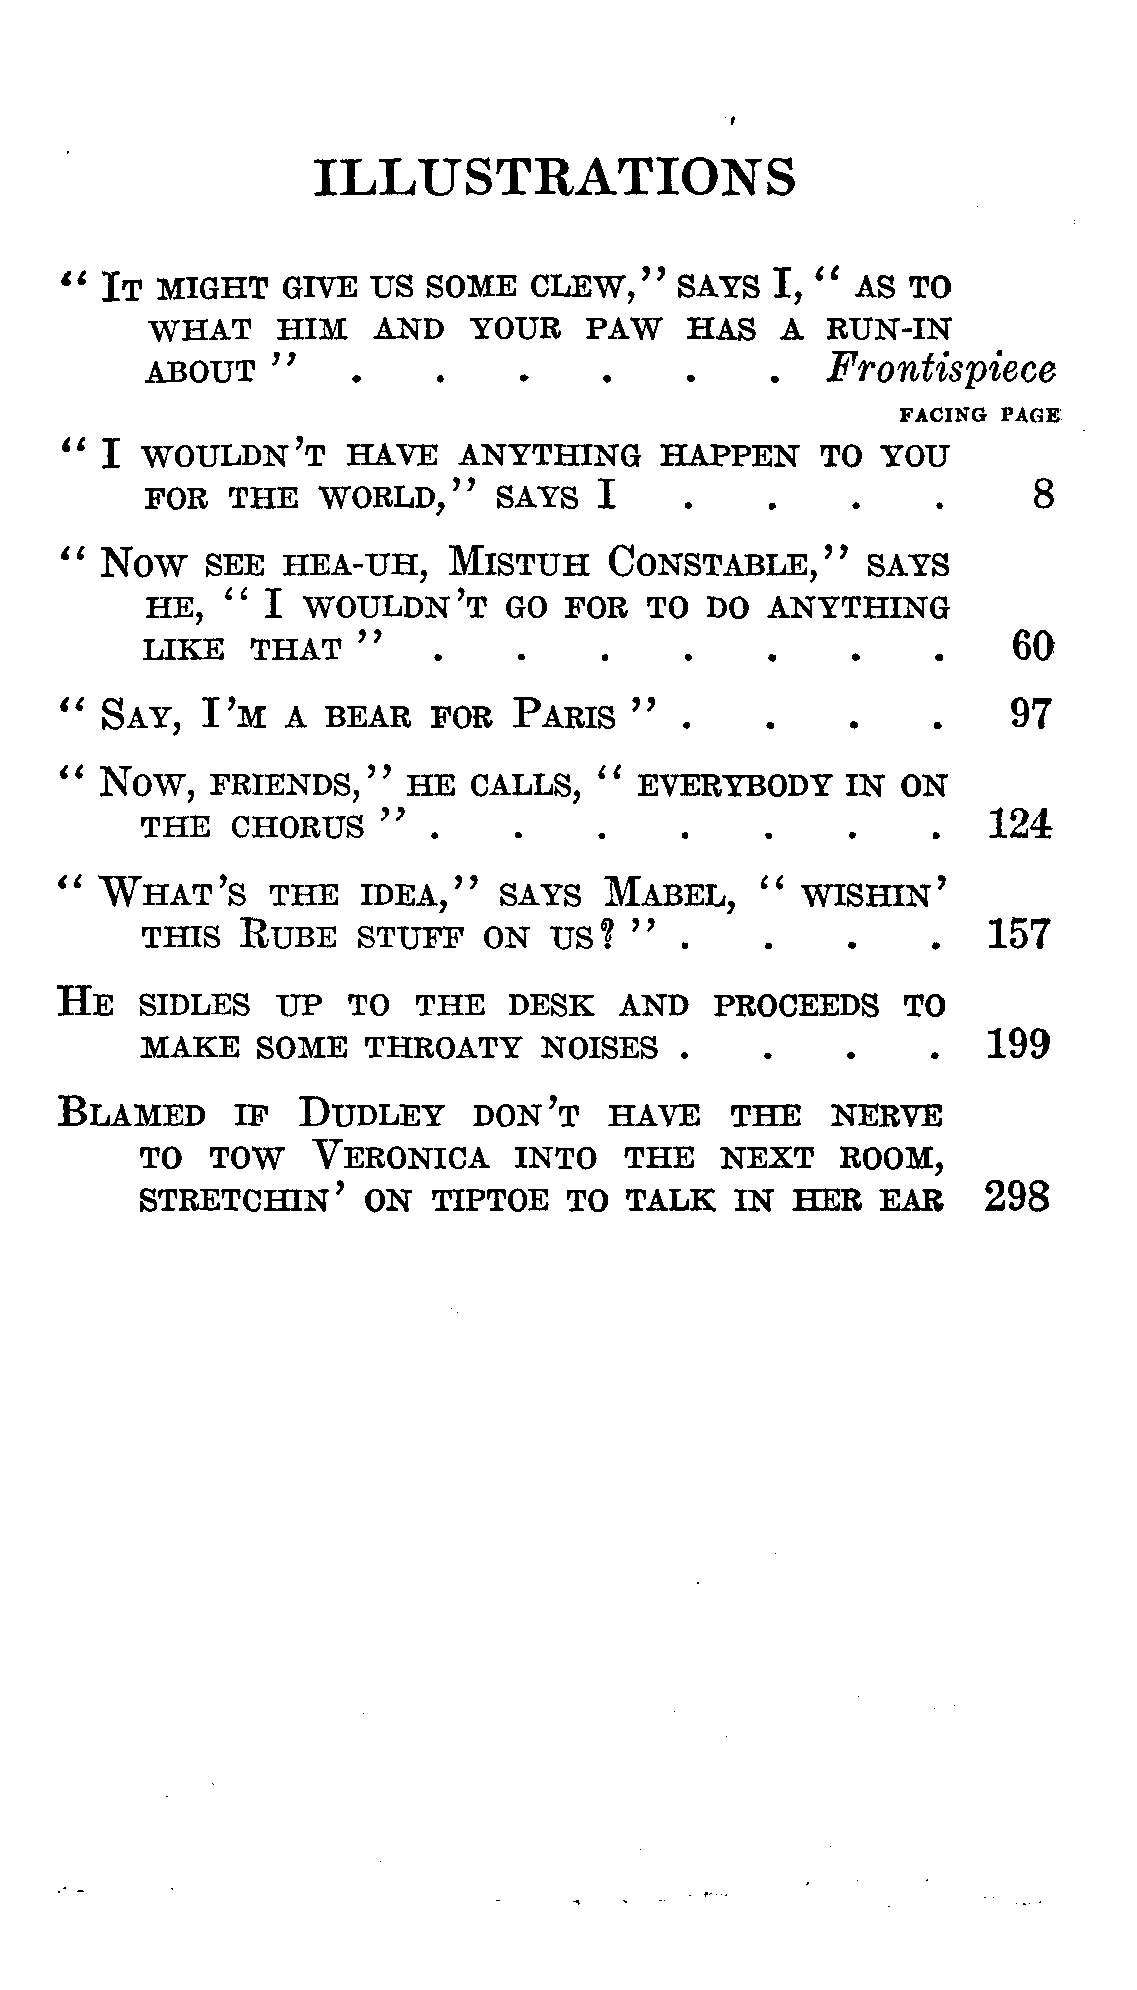 ILLUSTRATIONS
“ It might give us some clew,” says I, “ as to
what him and your paw has a run-in
about ” . . . . . . Frontispiece
FACING PAGE
“ I wouldn’t have anything happen to you
for the world,” says I . . . . 8
“ Now see hea-uh, Mistuh Constable,” says
he, “ I wouldn’t go for to do anything
like that ” . . . . . . . 60
“ Say, I’m a bear for Paris ” . . . . 97
“ Now, friends,” he calls, “ everybody in on
the chorus ” . . . . . . . 124
“ What’s the idea,” says Mabel, “ wishin’
this Rube stuff on us? ” . . . . 157
He sidles up to the desk and proceeds to
make some throaty noises . . . . 199
Blamed if Dudley don’t have the nerve
to tow Veronica into the next room,
stretchin’ on tiptoe to talk in her ear 298